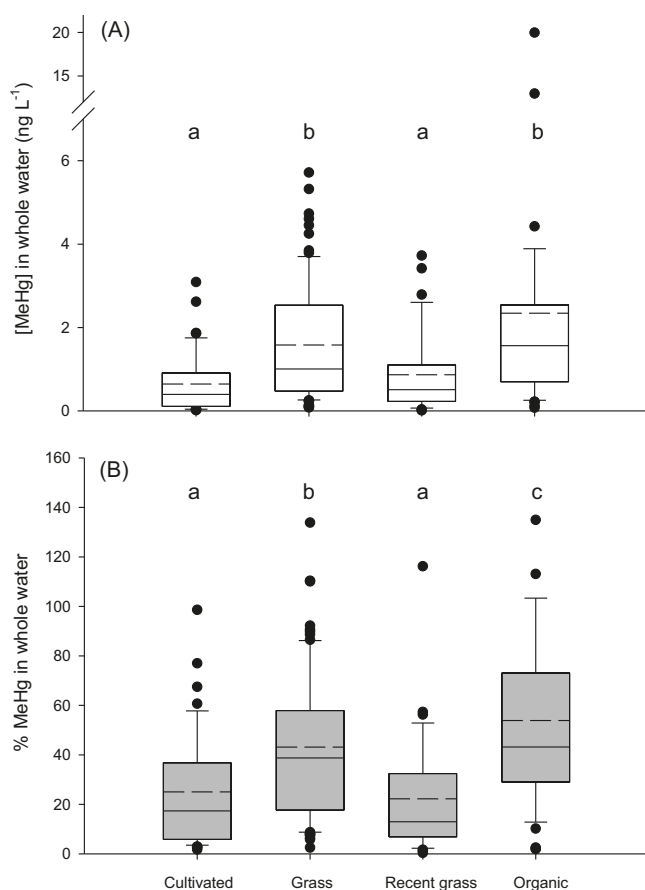 (A)
[MeHg] in whole water (ng L⁻¹)
20
15
6
4
2
0
a b a b
(B)
% MeHg in whole water
160
140
120
100
80
60
40
20
0
a b a c
Cultivated Grass Recent grass Organic